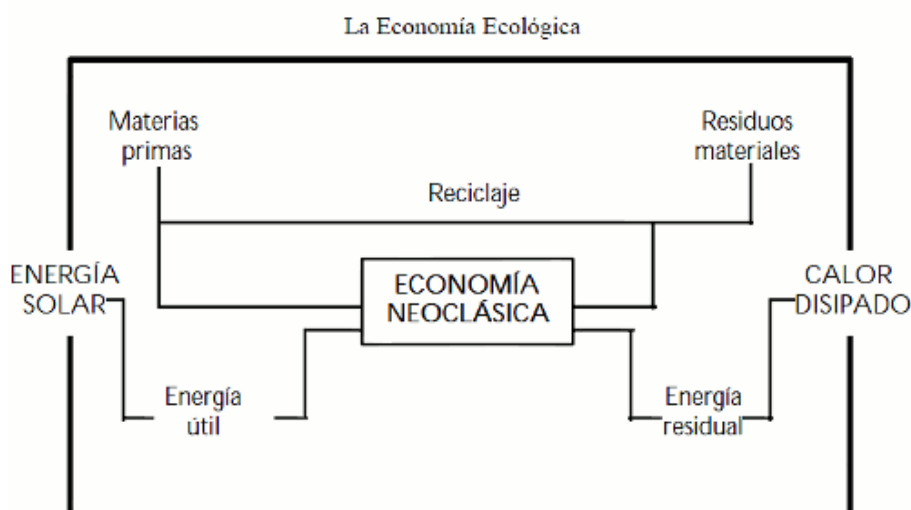 La Economía Ecológica
Materias
primas
Residuos
materiales
Reciclaje
ENERGÍA
SOLAR
ECONOMÍA
NEOCLÁSICA
CALOR
DISIPADO
Energía
útil
Energía
residual